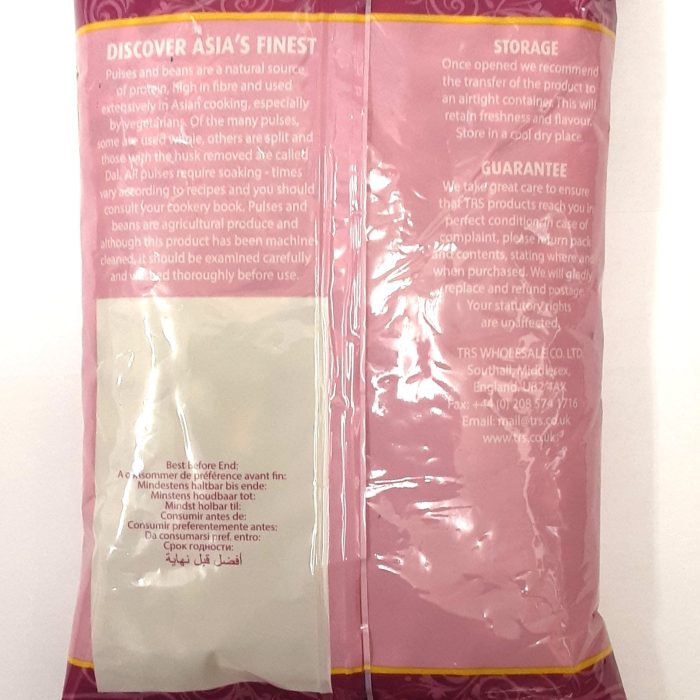 DISCOVER ASIA'S FINEST
Pulses and beans are a natural source
of protein, high in fibre and used
extensively in Asian cooking, especially
by vegetarians. Of the many pulses,
some are used whole, others are split and
those with the husk removed are called
Dal. All pulses require soaking - times
vary according to recipes and you should
consult your cookery book. Pulses and
beans are agricultural produce and
although this product has been machine
cleaned, it should be examined carefully
and washed thoroughly before use.
Best Before End:
A consommer de préférence avant fin:
Mindestens haltbar bis ende:
Minstens houdbaar tot:
Mindst holbar til:
Consumir antes de:
Consumir preferentemente antes:
Da consumarsi pref. entro:
Срок годности:
أفضل قبل نهاية
STORAGE
Once opened we recommend
the transfer of the product to
an airtight container. This will
retain freshness and flavour.
Store in a cool dry place.
GUARANTEE
We take great care to ensure
that TRS products reach you in
perfect condition. In case of
complaint, please return pack
and contents, stating where and
when purchased. We will gladly
replace and refund postage.
Your statutory rights
are unaffected.
TRS WHOLESALE CO. LTD
Southall, Middlesex,
England, UB2 4AX
Fax: +44 (0) 208 574 1716
Email: mail@trs.co.uk
www.trs.co.uk